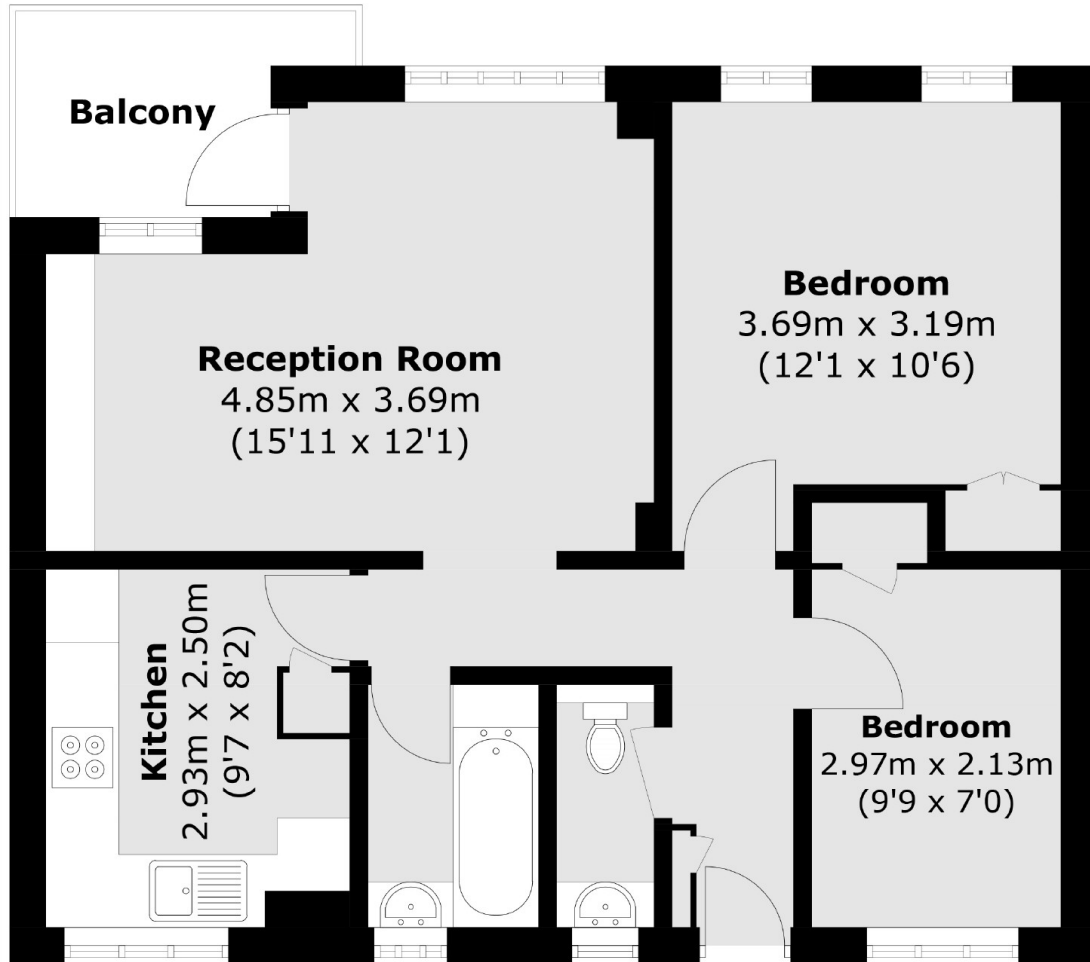 Balcony
Reception Room
4.85m x 3.69m
(15'11 x 12'1)
Bedroom
3.69m x 3.19m
(12'1 x 10'6)
Kitchen
2.93m x 2.50m
(9'7 x 8'2)
Bedroom
2.97m x 2.13m
(9'9 x 7'0)